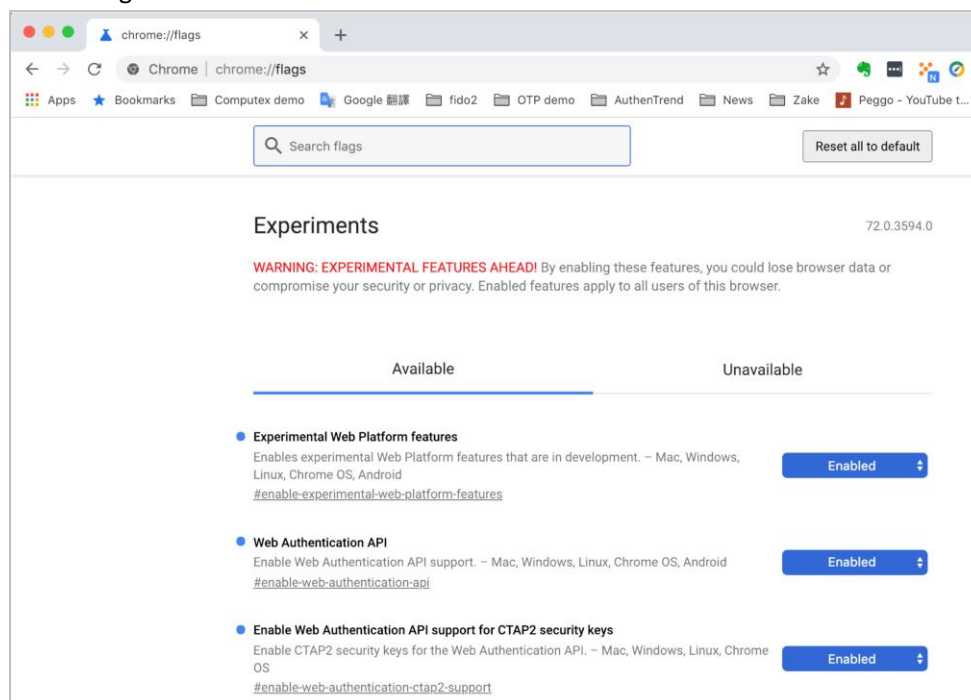 chrome://flags
Chrome | chrome://flags
Apps Bookmarks Computex demo Google 翻譯 fido2 OTP demo AuthenTrend News Zake Peggo - YouTube t...
Search flags
Reset all to default
Experiments
72.0.3594.0
WARNING: EXPERIMENTAL FEATURES AHEAD! By enabling these features, you could lose browser data or
compromise your security or privacy. Enabled features apply to all users of this browser.
Available
Unavailable
Experimental Web Platform features
Enables experimental Web Platform features that are in development. – Mac, Windows,
Linux, Chrome OS, Android
#enable-experimental-web-platform-features
Enabled
Web Authentication API
Enable Web Authentication API support. – Mac, Windows, Linux, Chrome OS, Android
#enable-web-authentication-api
Enabled
Enable Web Authentication API support for CTAP2 security keys
Enable CTAP2 security keys for the Web Authentication API. – Mac, Windows, Linux, Chrome
OS
#enable-web-authentication-ctap2-support
Enabled